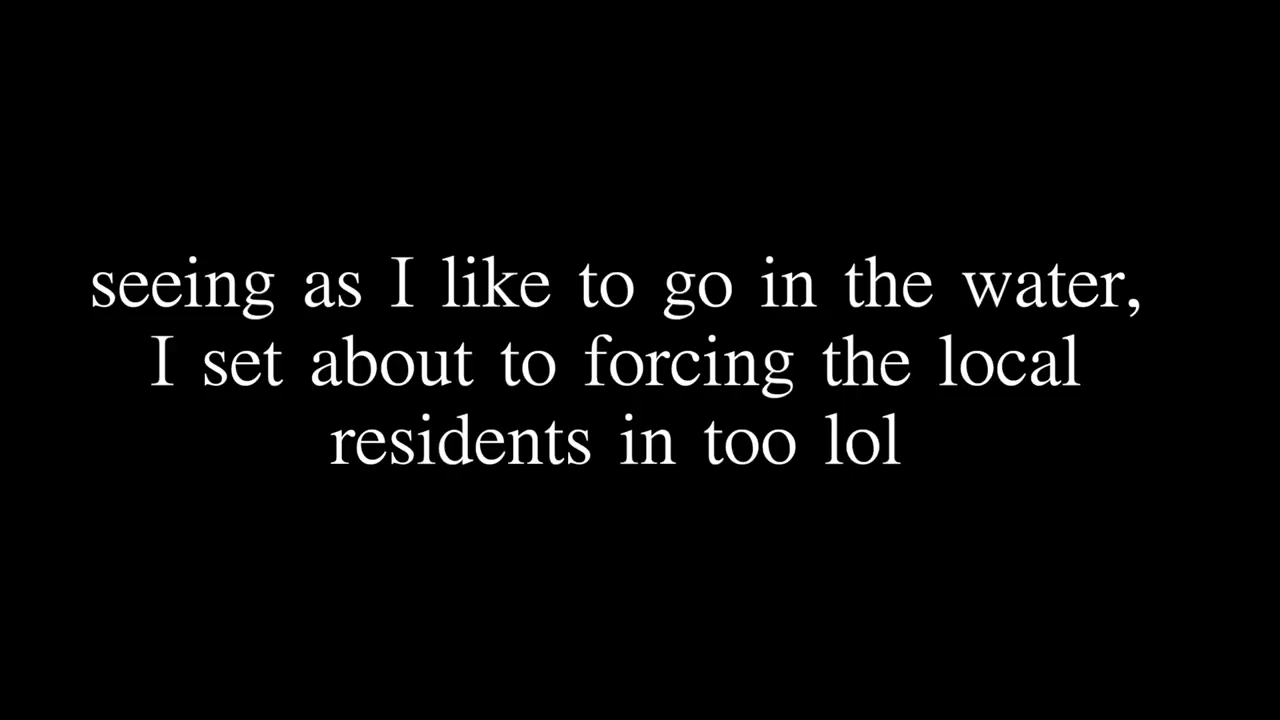 seeing as I like to go in the water,
I set about to forcing the local
residents in too lol